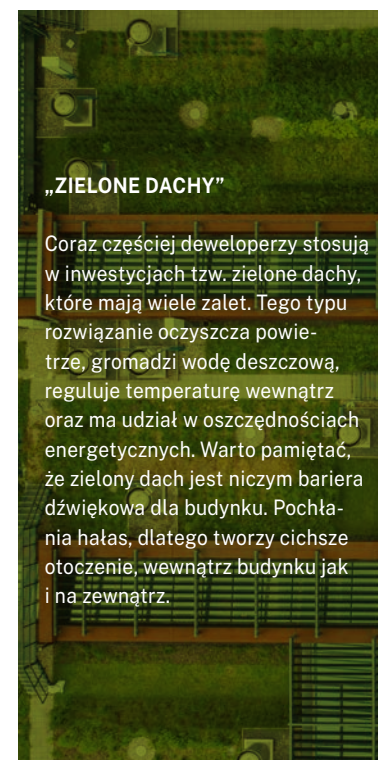 „ZIELONE DACHY”
Coraz częściej deweloperzy stosują
w inwestycjach tzw. zielone dachy,
które mają wiele zalet. Tego typu
rozwiązanie oczyszcza powie-
trze, gromadzi wodę deszczową,
reguluje temperaturę wewnątrz
oraz ma udział w oszczędnościach
energetycznych. Warto pamiętać,
że zielony dach jest niczym bariera
dźwiękowa dla budynku. Pochła-
nia hałas, dlatego tworzy cichsze
otoczenie, wewnątrz budynku jak
i na zewnątrz.